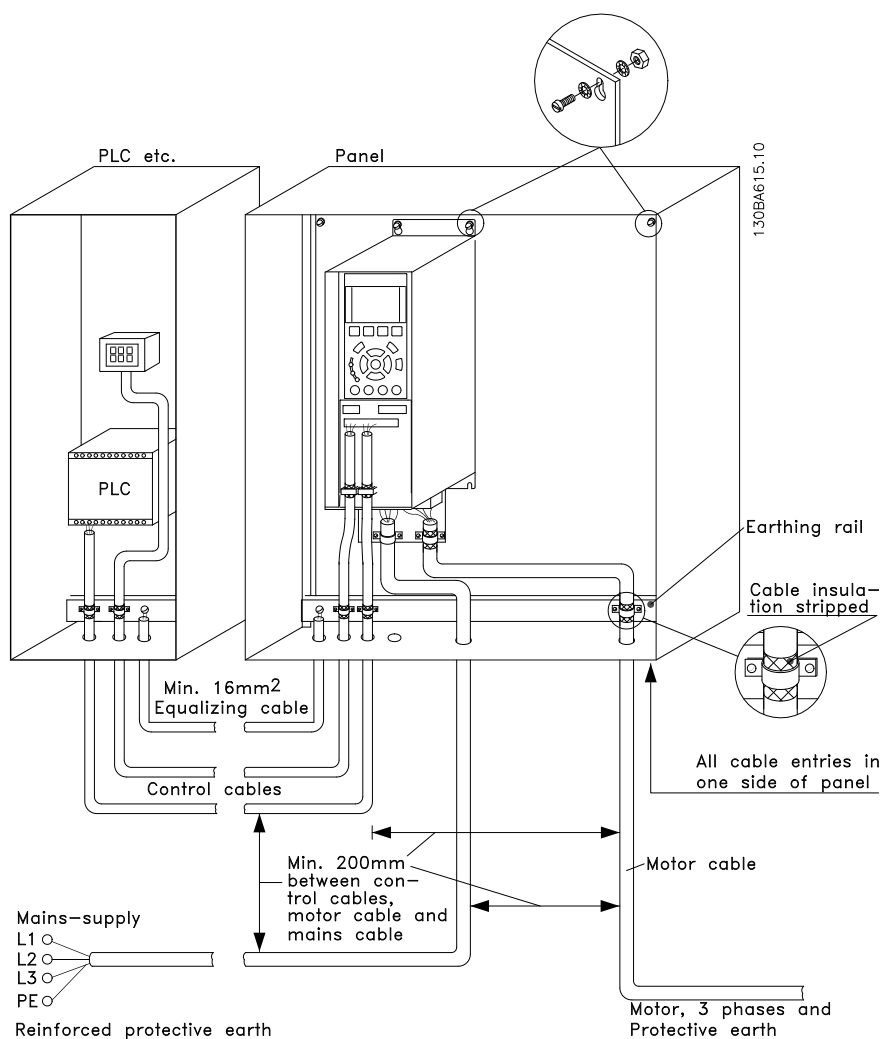 130BA615.10
PLC etc.
Panel
PLC
Earthing rail
Cable insula-
tion stripped
Min. 16mm2
Equalizing cable
All cable entries in
one side of panel
Control cables
Min. 200mm
between con-
trol cables,
motor cable and
mains cable
Motor cable
Mains-supply
L1
L2
L3
PE
Reinforced protective earth
Motor, 3 phases and
Protective earth